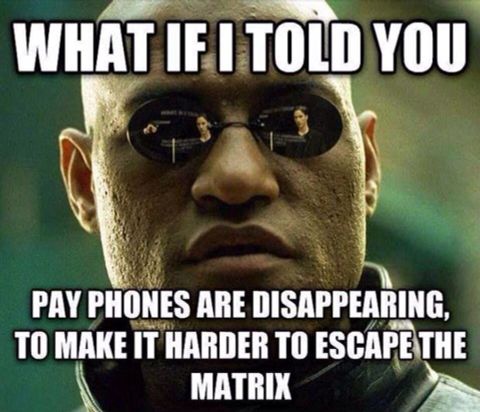 WHAT IF I TOLD YOU
PAY PHONES ARE DISAPPEARING,
TO MAKE IT HARDER TO ESCAPE THE
MATRIX